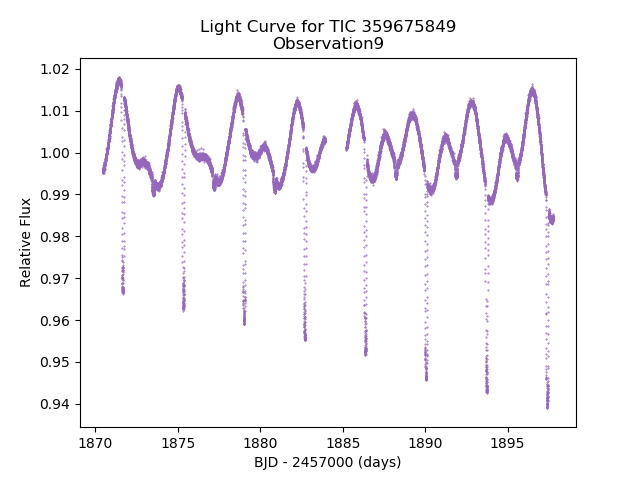 Light Curve for TIC 359675849
Observation9
1.02
1.01
1.00
0.99
0.98
0.97
0.96
0.95
0.94
Relative Flux
1870 1875 1880 1885 1890 1895
BJD - 2457000 (days)